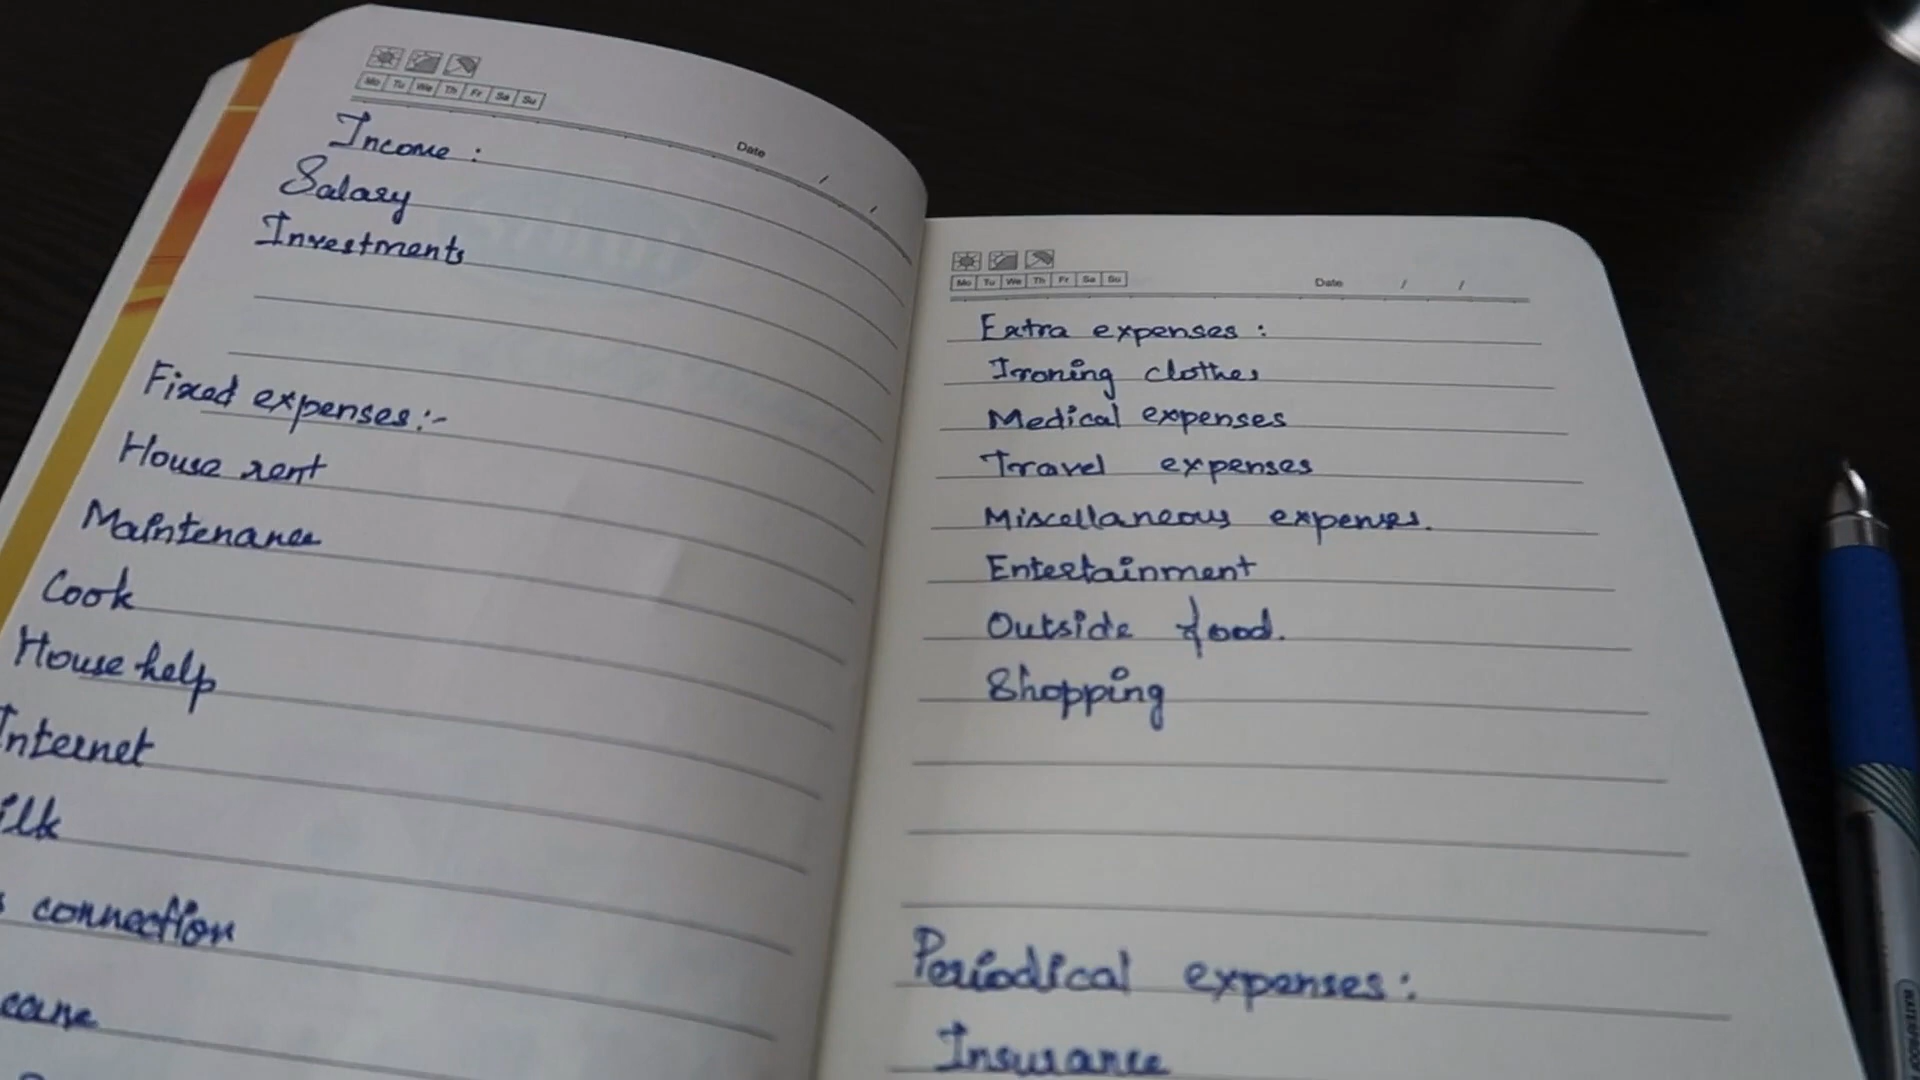 Mo Tu We Th Fr Sa Su
Date / /
Income :
Salary
Investments
Fixed expenses:-
House rent
Maintenance
Cook
House help
Internet
ilk
connection
Mo Tu We Th Fr Sa Su
Date / /
Extra expenses :
Ironing clothes
Medical expenses
Travel expenses
Miscellaneous expenses.
Entertainment
Outside food.
Shopping
Periodical expenses:
Insurance